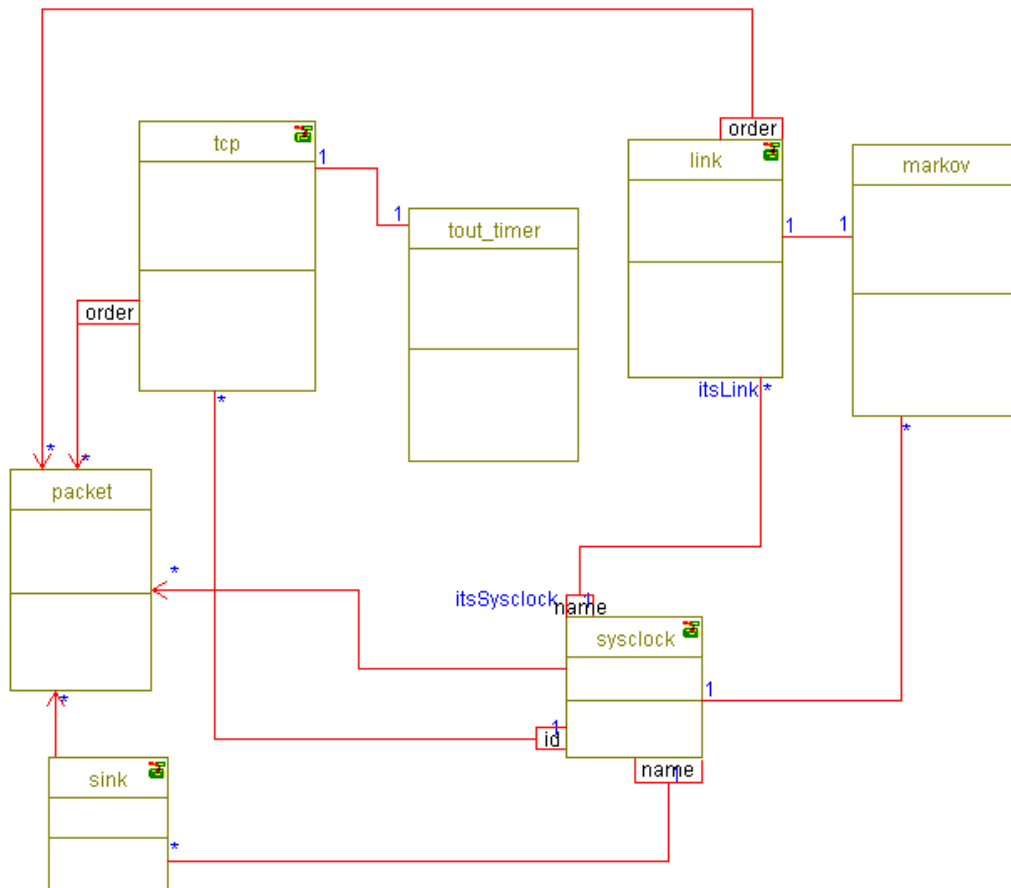 order
tcp
link
markov
1
1
tout_timer
1
1
order
itsLink
*
*
*
*
*
packet
*
itsSysclock
1
name
sysclock
1
1
id
*
name
1
sink
*